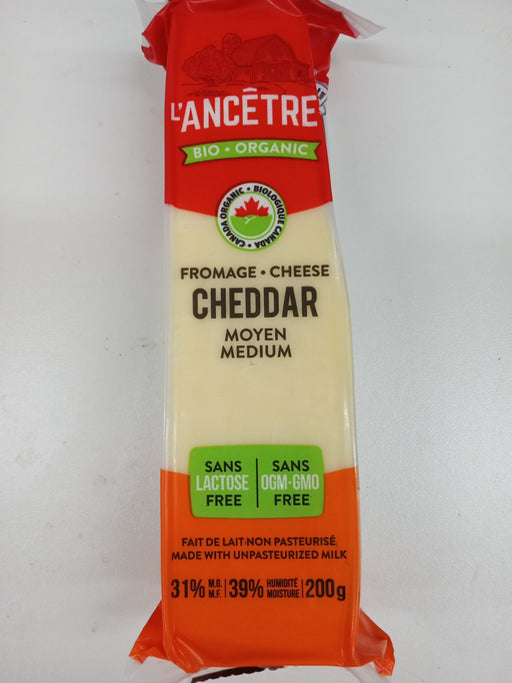 L'ANCÊTRE
BIO • ORGANIC
CANADA ORGANIC • BIOLOGIQUE CANADA •
FROMAGE • CHEESE
CHEDDAR
MOYEN
MEDIUM
SANS
LACTOSE
FREE
SANS
OGM•GMO
FREE
FAIT DE LAIT NON PASTEURISÉ
MADE WITH UNPASTEURIZED MILK
31% M.G. M.F. | 39% HUMIDITÉ MOISTURE | 200g